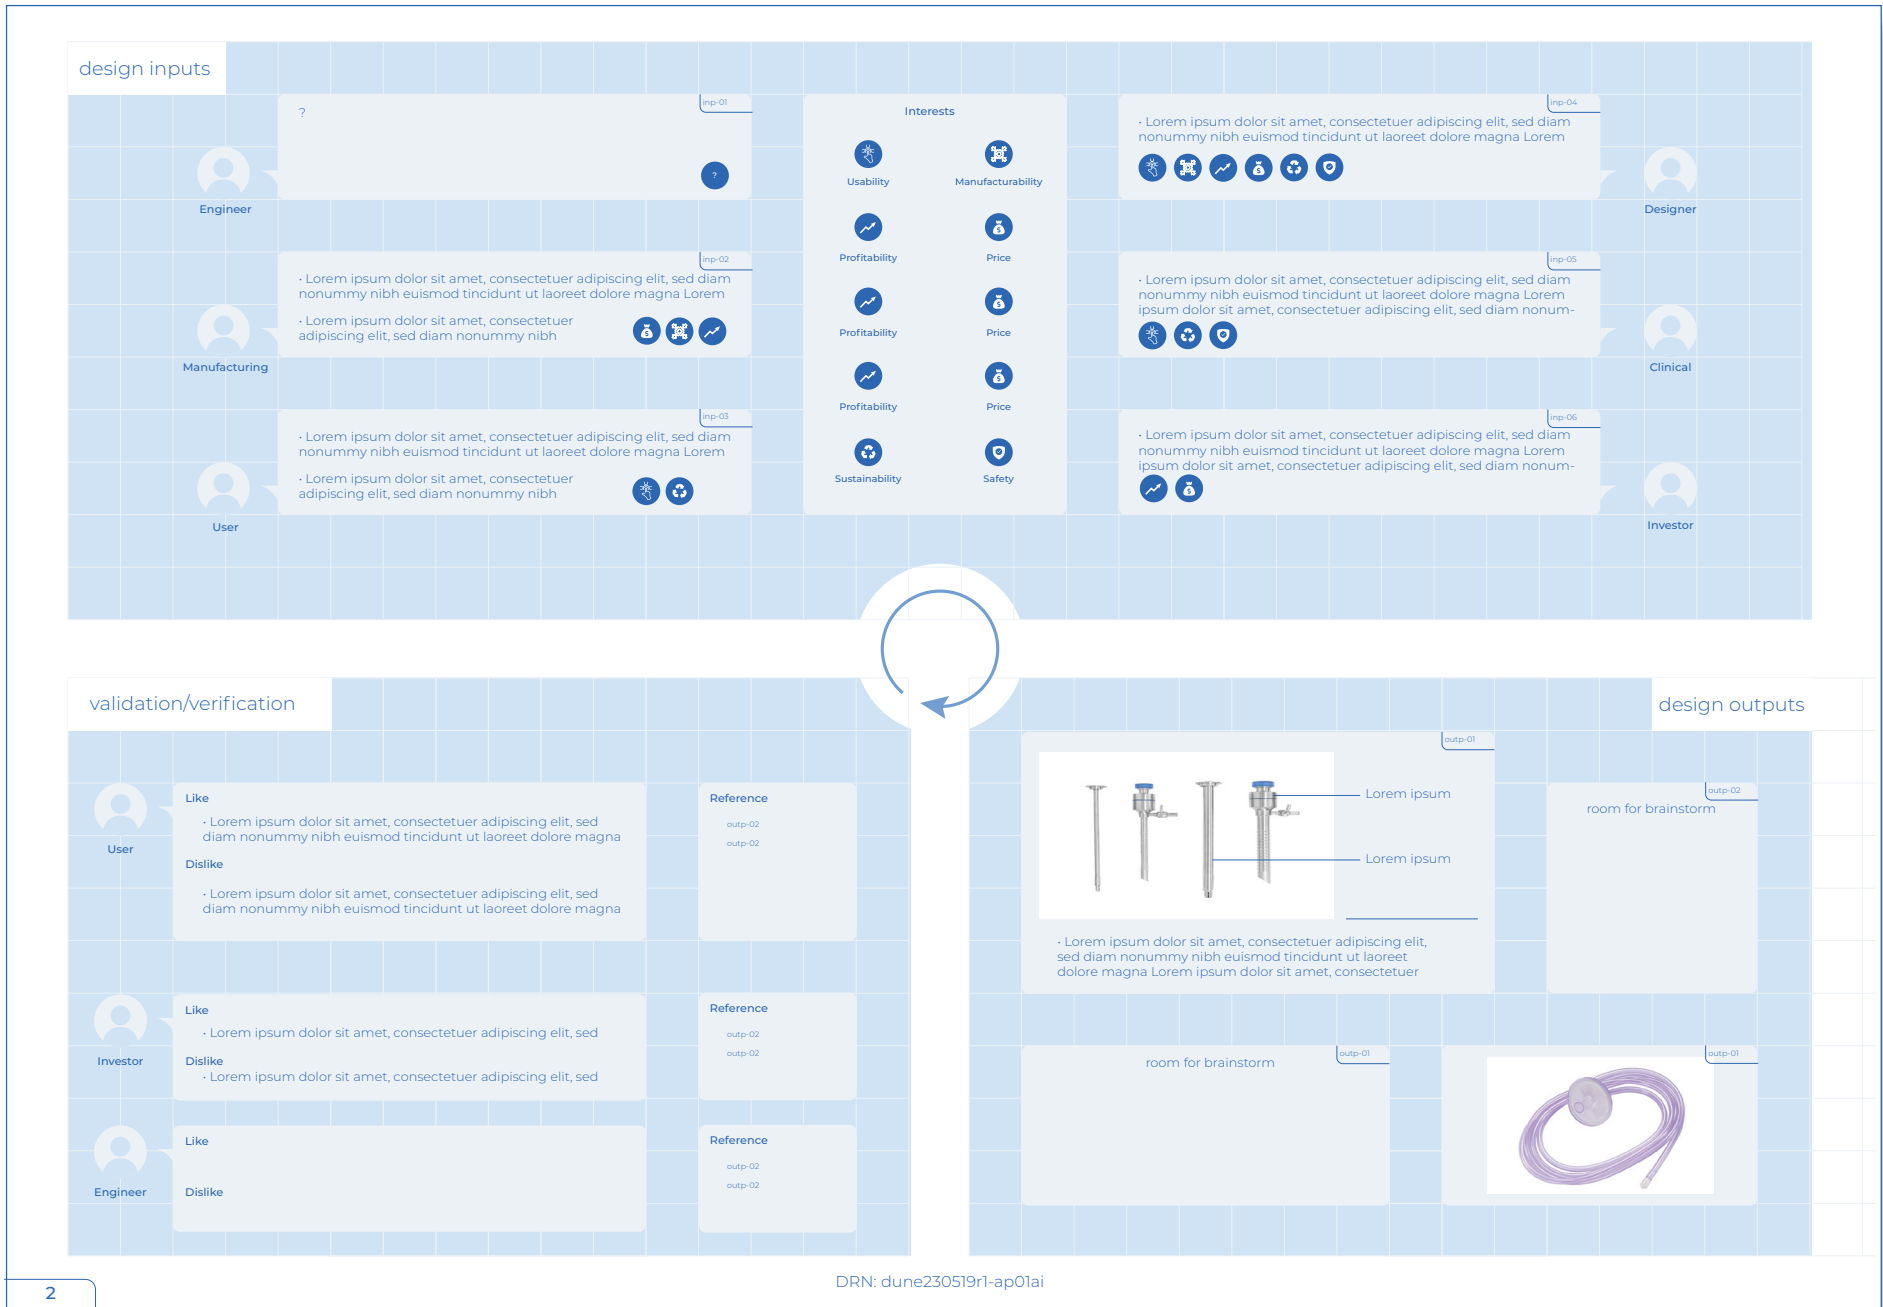 design inputs
inp-01
?
?
Engineer
inp-02
• Lorem ipsum dolor sit amet, consectetuer adipiscing elit, sed diam
nonummy nibh euismod tincidunt ut laoreet dolore magna Lorem
• Lorem ipsum dolor sit amet, consectetuer
adipiscing elit, sed diam nonummy nibh
Manufacturing
inp-03
• Lorem ipsum dolor sit amet, consectetuer adipiscing elit, sed diam
nonummy nibh euismod tincidunt ut laoreet dolore magna Lorem
• Lorem ipsum dolor sit amet, consectetuer
adipiscing elit, sed diam nonummy nibh
User
Interests
Usability
Manufacturability
Profitability
Price
Profitability
Price
Profitability
Price
Sustainability
Safety
inp-04
• Lorem ipsum dolor sit amet, consectetuer adipiscing elit, sed diam
nonummy nibh euismod tincidunt ut laoreet dolore magna Lorem
Designer
inp-05
• Lorem ipsum dolor sit amet, consectetuer adipiscing elit, sed diam
nonummy nibh euismod tincidunt ut laoreet dolore magna Lorem
ipsum dolor sit amet, consectetuer adipiscing elit, sed diam nonum-
Clinical
inp-06
• Lorem ipsum dolor sit amet, consectetuer adipiscing elit, sed diam
nonummy nibh euismod tincidunt ut laoreet dolore magna Lorem
ipsum dolor sit amet, consectetuer adipiscing elit, sed diam nonum-
Investor
validation/verification
User
Like
• Lorem ipsum dolor sit amet, consectetuer adipiscing elit, sed
diam nonummy nibh euismod tincidunt ut laoreet dolore magna
Dislike
• Lorem ipsum dolor sit amet, consectetuer adipiscing elit, sed
diam nonummy nibh euismod tincidunt ut laoreet dolore magna
Reference
outp-02
outp-02
Investor
Like
• Lorem ipsum dolor sit amet, consectetuer adipiscing elit, sed
Dislike
• Lorem ipsum dolor sit amet, consectetuer adipiscing elit, sed
Reference
outp-02
outp-02
Engineer
Like
Dislike
Reference
outp-02
outp-02
design outputs
outp-01
Lorem ipsum
Lorem ipsum
• Lorem ipsum dolor sit amet, consectetuer adipiscing elit,
sed diam nonummy nibh euismod tincidunt ut laoreet
dolore magna Lorem ipsum dolor sit amet, consectetuer
outp-02
room for brainstorm
outp-01
room for brainstorm
outp-01
DRN: dune230519r1-ap01ai
2